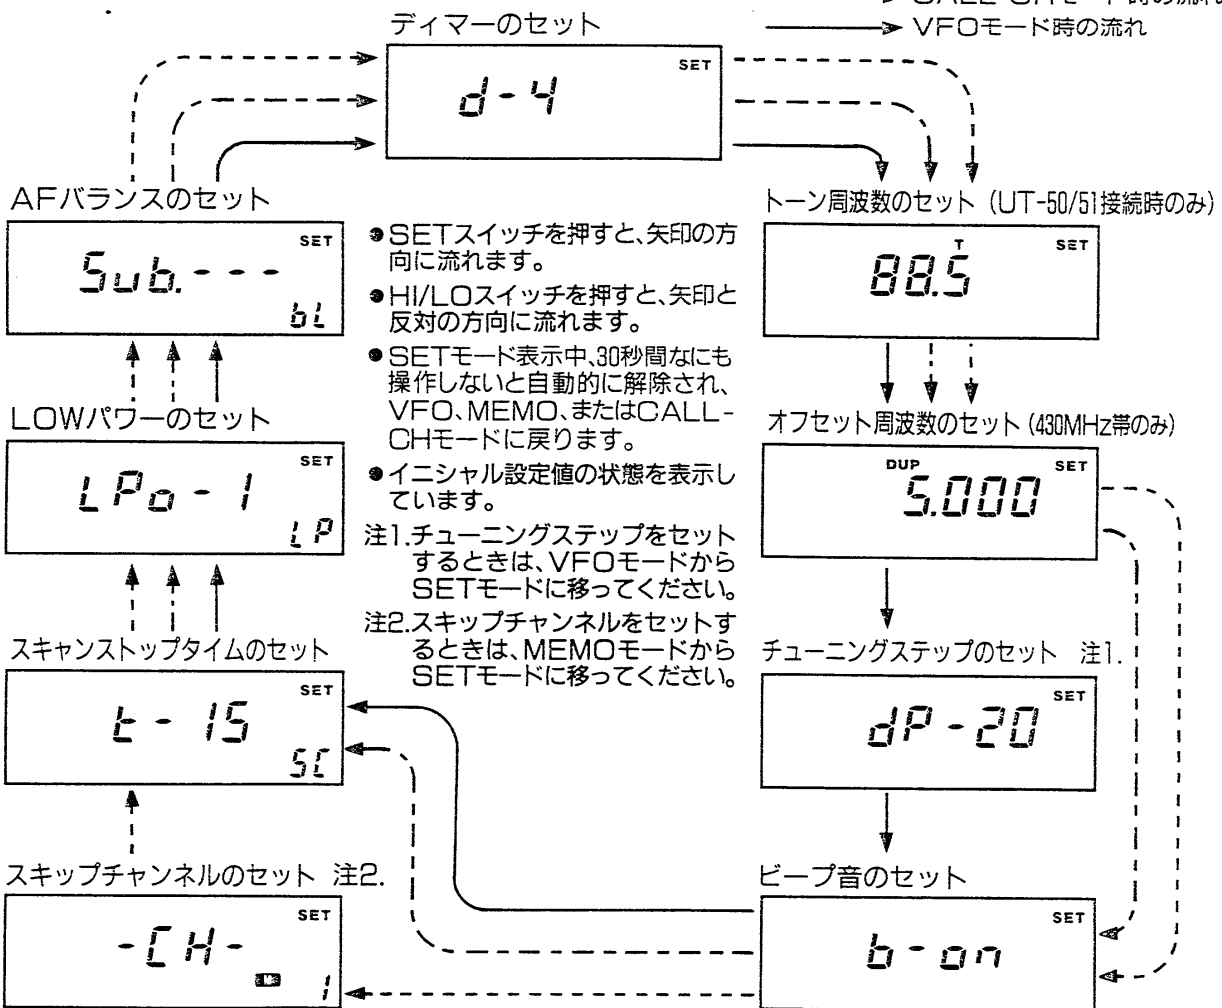 VFOモード時の流れ
ディマーのセット
SET
d-4
AFバランスのセット
SET
Sub.---
bL
LOWパワーのセット
SET
LPo-1
LP
スキャンストップタイムのセット
SET
t-15
SC
スキップチャンネルのセット 注2.
SET
-CH-
1
●SETスイッチを押すと、矢印の方
向に流れます。
●HI/LOスイッチを押すと、矢印と
反対の方向に流れます。
●SETモード表示中、30秒間なにも
操作しないと自動的に解除され、
VFO、MEMO、またはCALL-
CHモードに戻ります。
●イニシャル設定値の状態を表示し
ています。
注1.チューニングステップをセット
するときは、VFOモードから
SETモードに移ってください。
注2.スキップチャンネルをセットす
るときは、MEMOモードから
SETモードに移ってください。
トーン周波数のセット (UT-50/51接続時のみ)
T SET
88.5
オフセット周波数のセット (430MHz帯のみ)
DUP SET
5.000
チューニングステップのセット 注1.
SET
dP-20
ビープ音のセット
SET
b-on